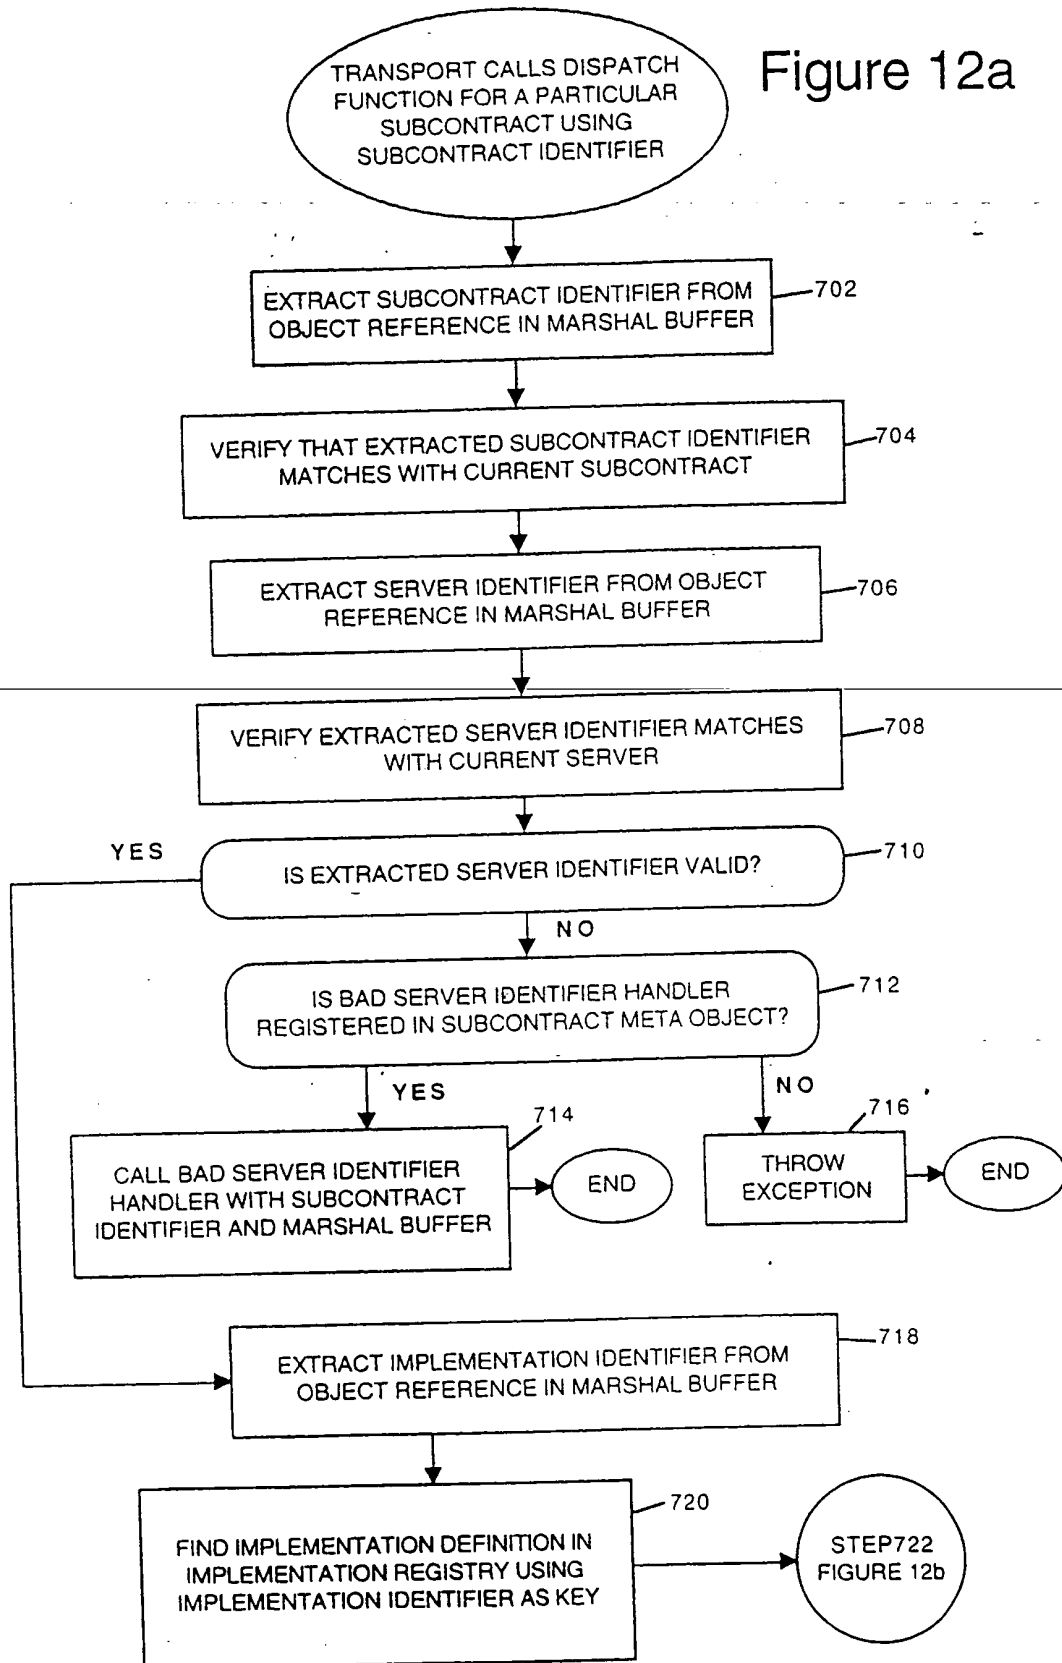 Figure 12a
TRANSPORT CALLS DISPATCH
FUNCTION FOR A PARTICULAR
SUBCONTRACT USING
SUBCONTRACT IDENTIFIER
EXTRACT SUBCONTRACT IDENTIFIER FROM
OBJECT REFERENCE IN MARSHAL BUFFER
702
VERIFY THAT EXTRACTED SUBCONTRACT IDENTIFIER
MATCHES WITH CURRENT SUBCONTRACT
704
EXTRACT SERVER IDENTIFIER FROM OBJECT
REFERENCE IN MARSHAL BUFFER
706
VERIFY EXTRACTED SERVER IDENTIFIER MATCHES
WITH CURRENT SERVER
708
YES
IS EXTRACTED SERVER IDENTIFIER VALID?
710
NO
IS BAD SERVER IDENTIFIER HANDLER
REGISTERED IN SUBCONTRACT META OBJECT?
712
YES
NO
714
CALL BAD SERVER IDENTIFIER
HANDLER WITH SUBCONTRACT
IDENTIFIER AND MARSHAL BUFFER
END
716
THROW
EXCEPTION
END
EXTRACT IMPLEMENTATION IDENTIFIER FROM
OBJECT REFERENCE IN MARSHAL BUFFER
718
FIND IMPLEMENTATION DEFINITION IN
IMPLEMENTATION REGISTRY USING
IMPLEMENTATION IDENTIFIER AS KEY
720
STEP722
FIGURE 12b